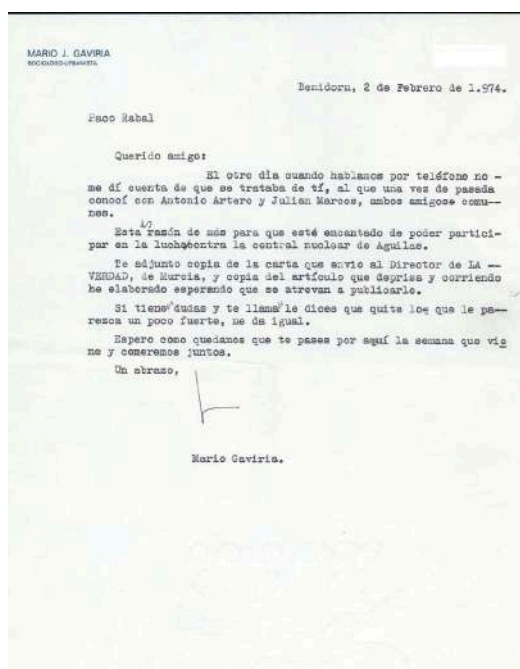 MARIO J. GAVIRIA
SOCIOLOGO-URBANISTA
Benidorm, 2 de Febrero de 1.974.
Paco Rabal
Querido amigo:
El otro día cuando hablamos por teléfono no -
me dí cuenta de que se trataba de tí, al que una vez de pasada
conocí con Antonio Artero y Julian Marcos, ambos amigos comu--
nes.
Esta razón de mas para que esté encantado de poder partici-
par en la lucha contra la central nuclear de Aguilas.
Te adjunto copia de la carta que envio al Director de LA --
VERDAD, de Murcia, y copia del artículo que deprisa y corriendo
he elaborado esperando que se atrevan a publicarlo.
Si tiene dudas y te llama le dices que quite lo que le pa-
rezca un poco fuerte, me da igual.
Espero como quedamos que te pases por aquí la semana que vie
ne y comeremos juntos.
Un abrazo,
Mario Gaviria.